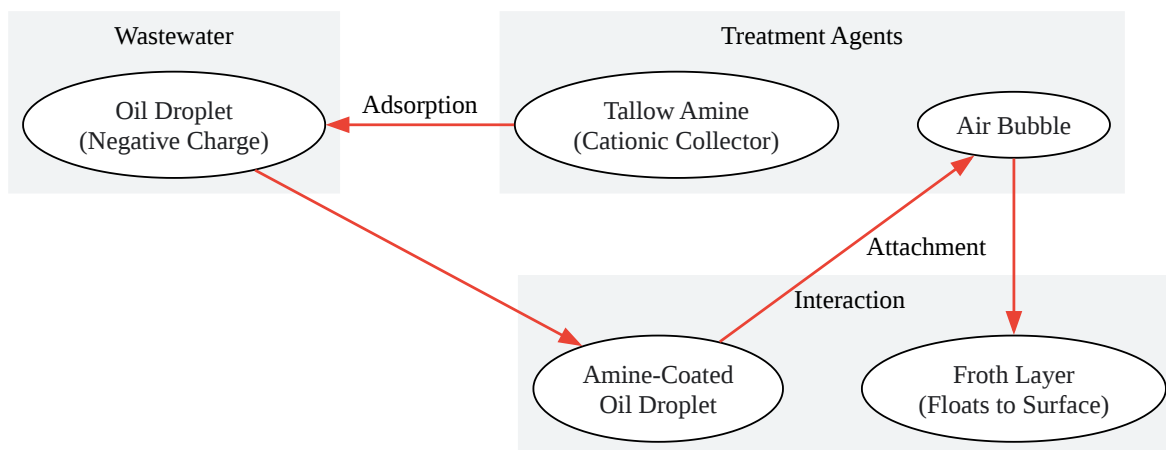 Wastewater
Treatment Agents
Oil Droplet
(Negative Charge)
Adsorption
Tallow Amine
(Cationic Collector)
Air Bubble
Attachment
Interaction
Amine-Coated
Oil Droplet
Froth Layer
(Floats to Surface)